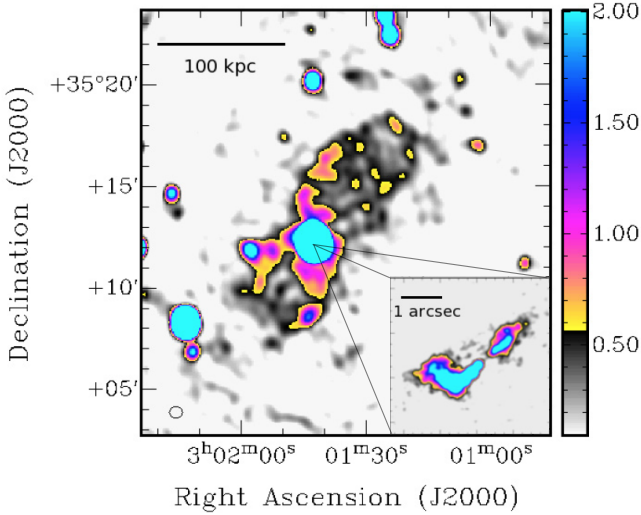 2.00
100 kpc
+35°20′
1.50
+15′
1.00
+10′
1 arcsec
0.50
+05′
3ʰ02ᵐ00ˢ 01ᵐ30ˢ 01ᵐ00ˢ
Right Ascension (J2000)
Declination (J2000)